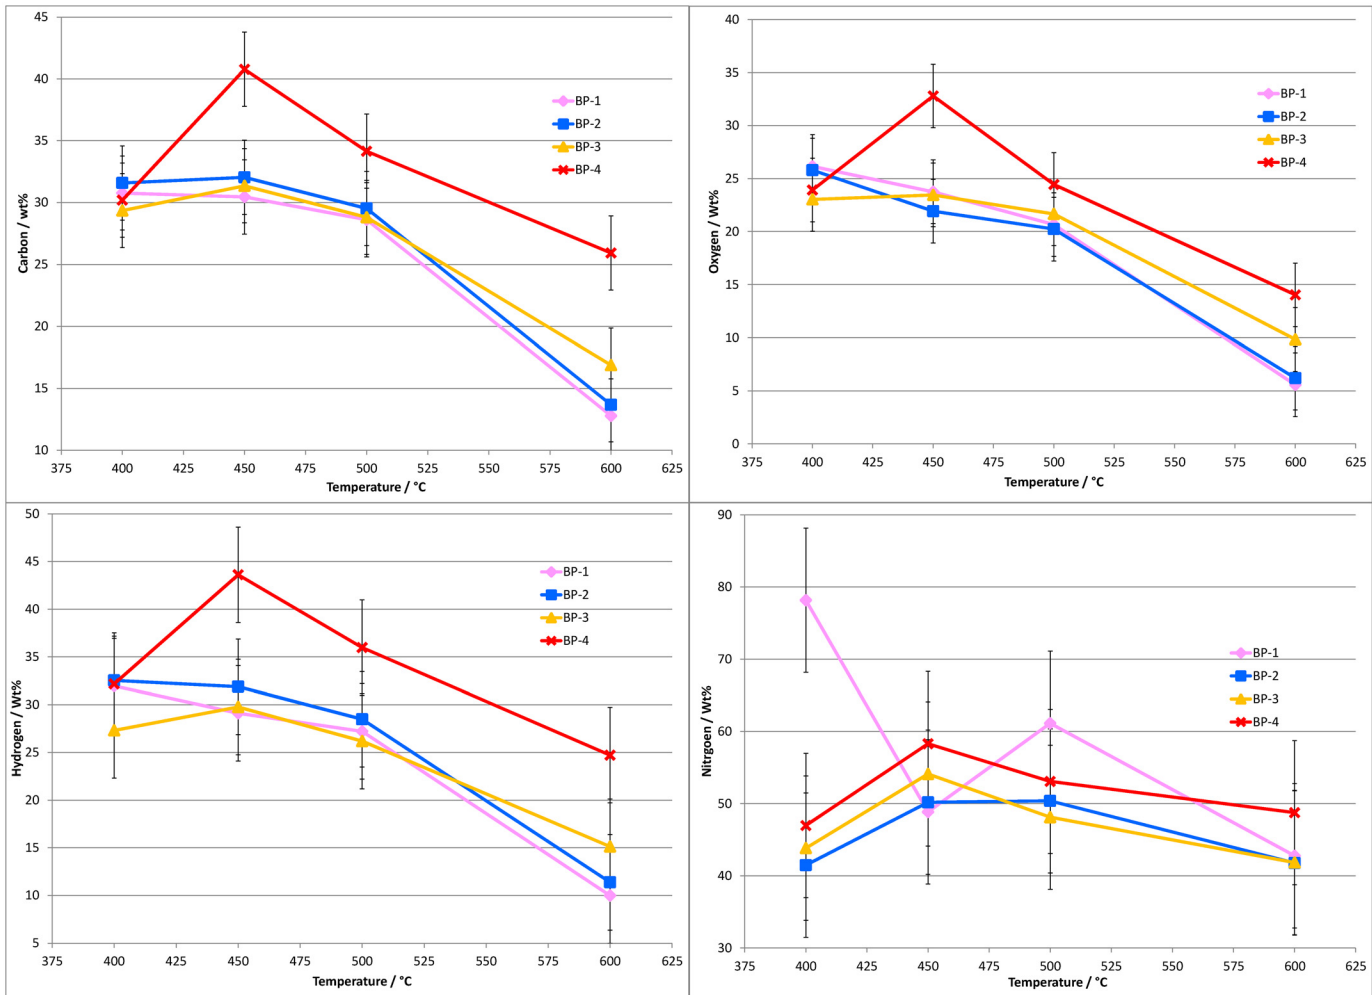 45
40
35
30
25
20
15
10
Carbon / wt%
BP-1
BP-2
BP-3
BP-4
375 400 425 450 475 500 525 550 575 600 625
Temperature / °C
40
35
30
25
20
15
10
5
0
Oxygen / Wt%
BP-1
BP-2
BP-3
BP-4
375 400 425 450 475 500 525 550 575 600 625
Temperature / °C
50
45
40
35
30
25
20
15
10
5
Hydrogen / Wt%
BP-1
BP-2
BP-3
BP-4
375 400 425 450 475 500 525 550 575 600 625
Temperature / °C
90
80
70
60
50
40
30
Nitrgoen / Wt%
BP-1
BP-2
BP-3
BP-4
375 400 425 450 475 500 525 550 575 600 625
Temperature / °C